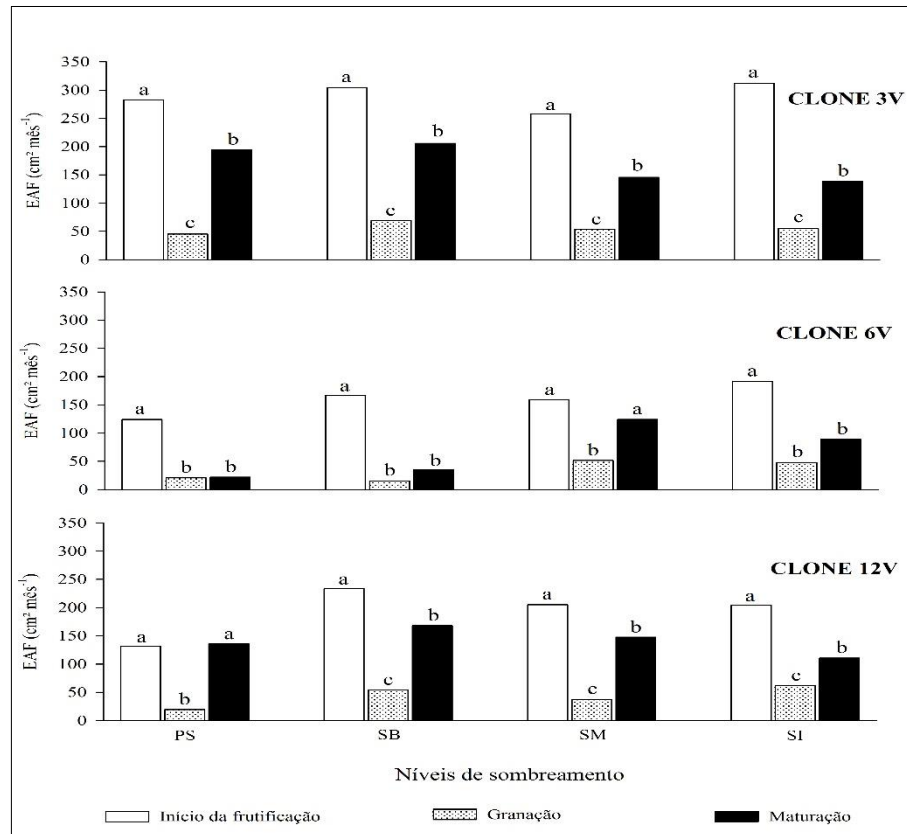 CLONE 3V
EAF (cm² mês⁻¹)
350
300
250
200
150
100
50
0
a c b
a c b
a c b
a c b
CLONE 6V
EAF (cm² mês⁻¹)
350
300
250
200
150
100
50
0
a b b
a b b
a b a
a b b
CLONE 12V
EAF (cm² mês⁻¹)
350
300
250
200
150
100
50
0
a b a
a c b
a c b
a c b
PS SB SM SI
Níveis de sombreamento
Início da frutificação Granação Maturação